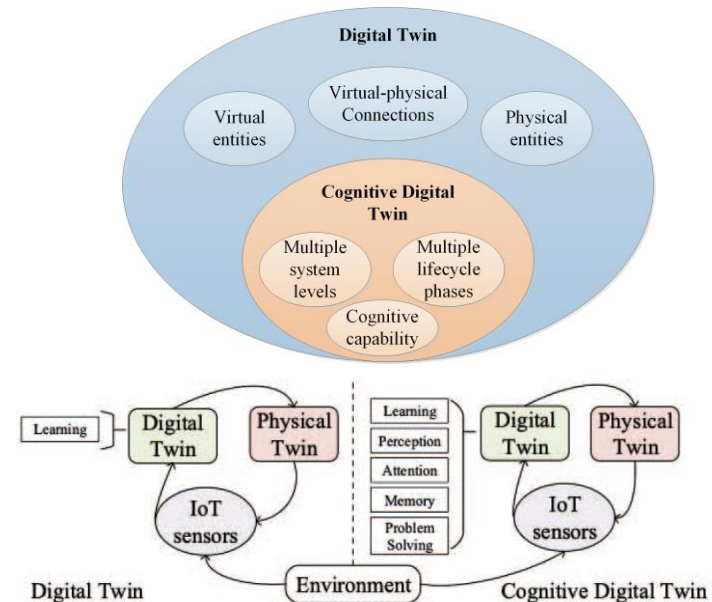 Digital Twin
Virtual-physical
Connections
Virtual
entities
Physical
entities
Cognitive Digital
Twin
Multiple
system
levels
Multiple
lifecycle
phases
Cognitive
capability
Learning
Digital
Twin
Physical
Twin
IoT
sensors
Learning
Perception
Attention
Memory
Problem
Solving
Digital
Twin
Physical
Twin
IoT
sensors
Environment
Digital Twin
Cognitive Digital Twin